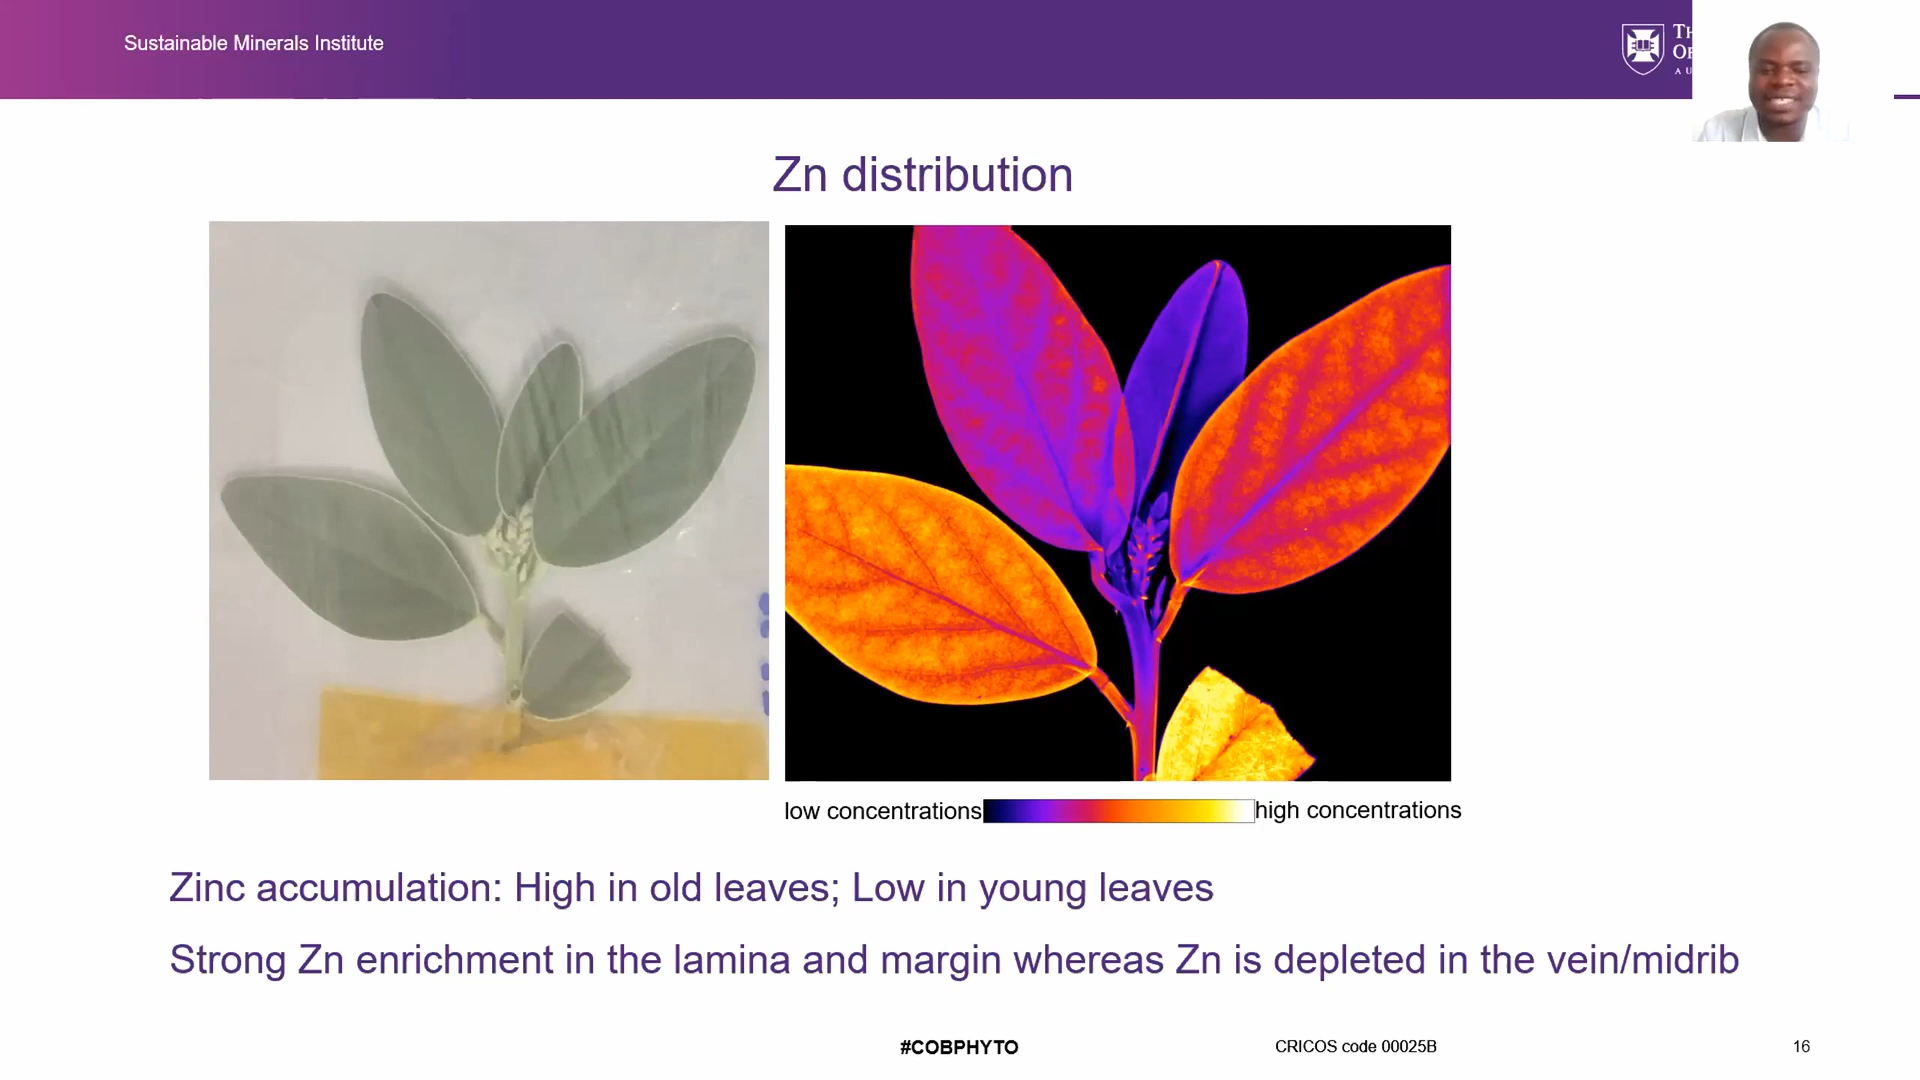 Sustainable Minerals Institute
Zn distribution
low concentrations
high concentrations
Zinc accumulation: High in old leaves; Low in young leaves
Strong Zn enrichment in the lamina and margin whereas Zn is depleted in the vein/midrib
#COBPHYTO
CRICOS code 00025B
16